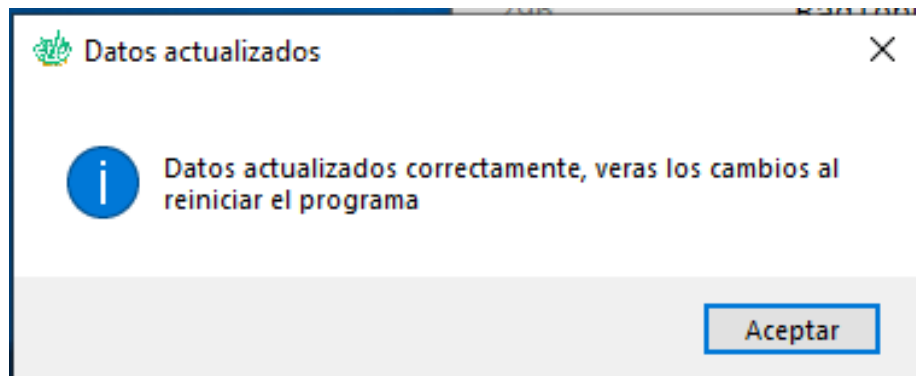 Datos actualizados
Datos actualizados correctamente, veras los cambios al
reiniciar el programa
Aceptar